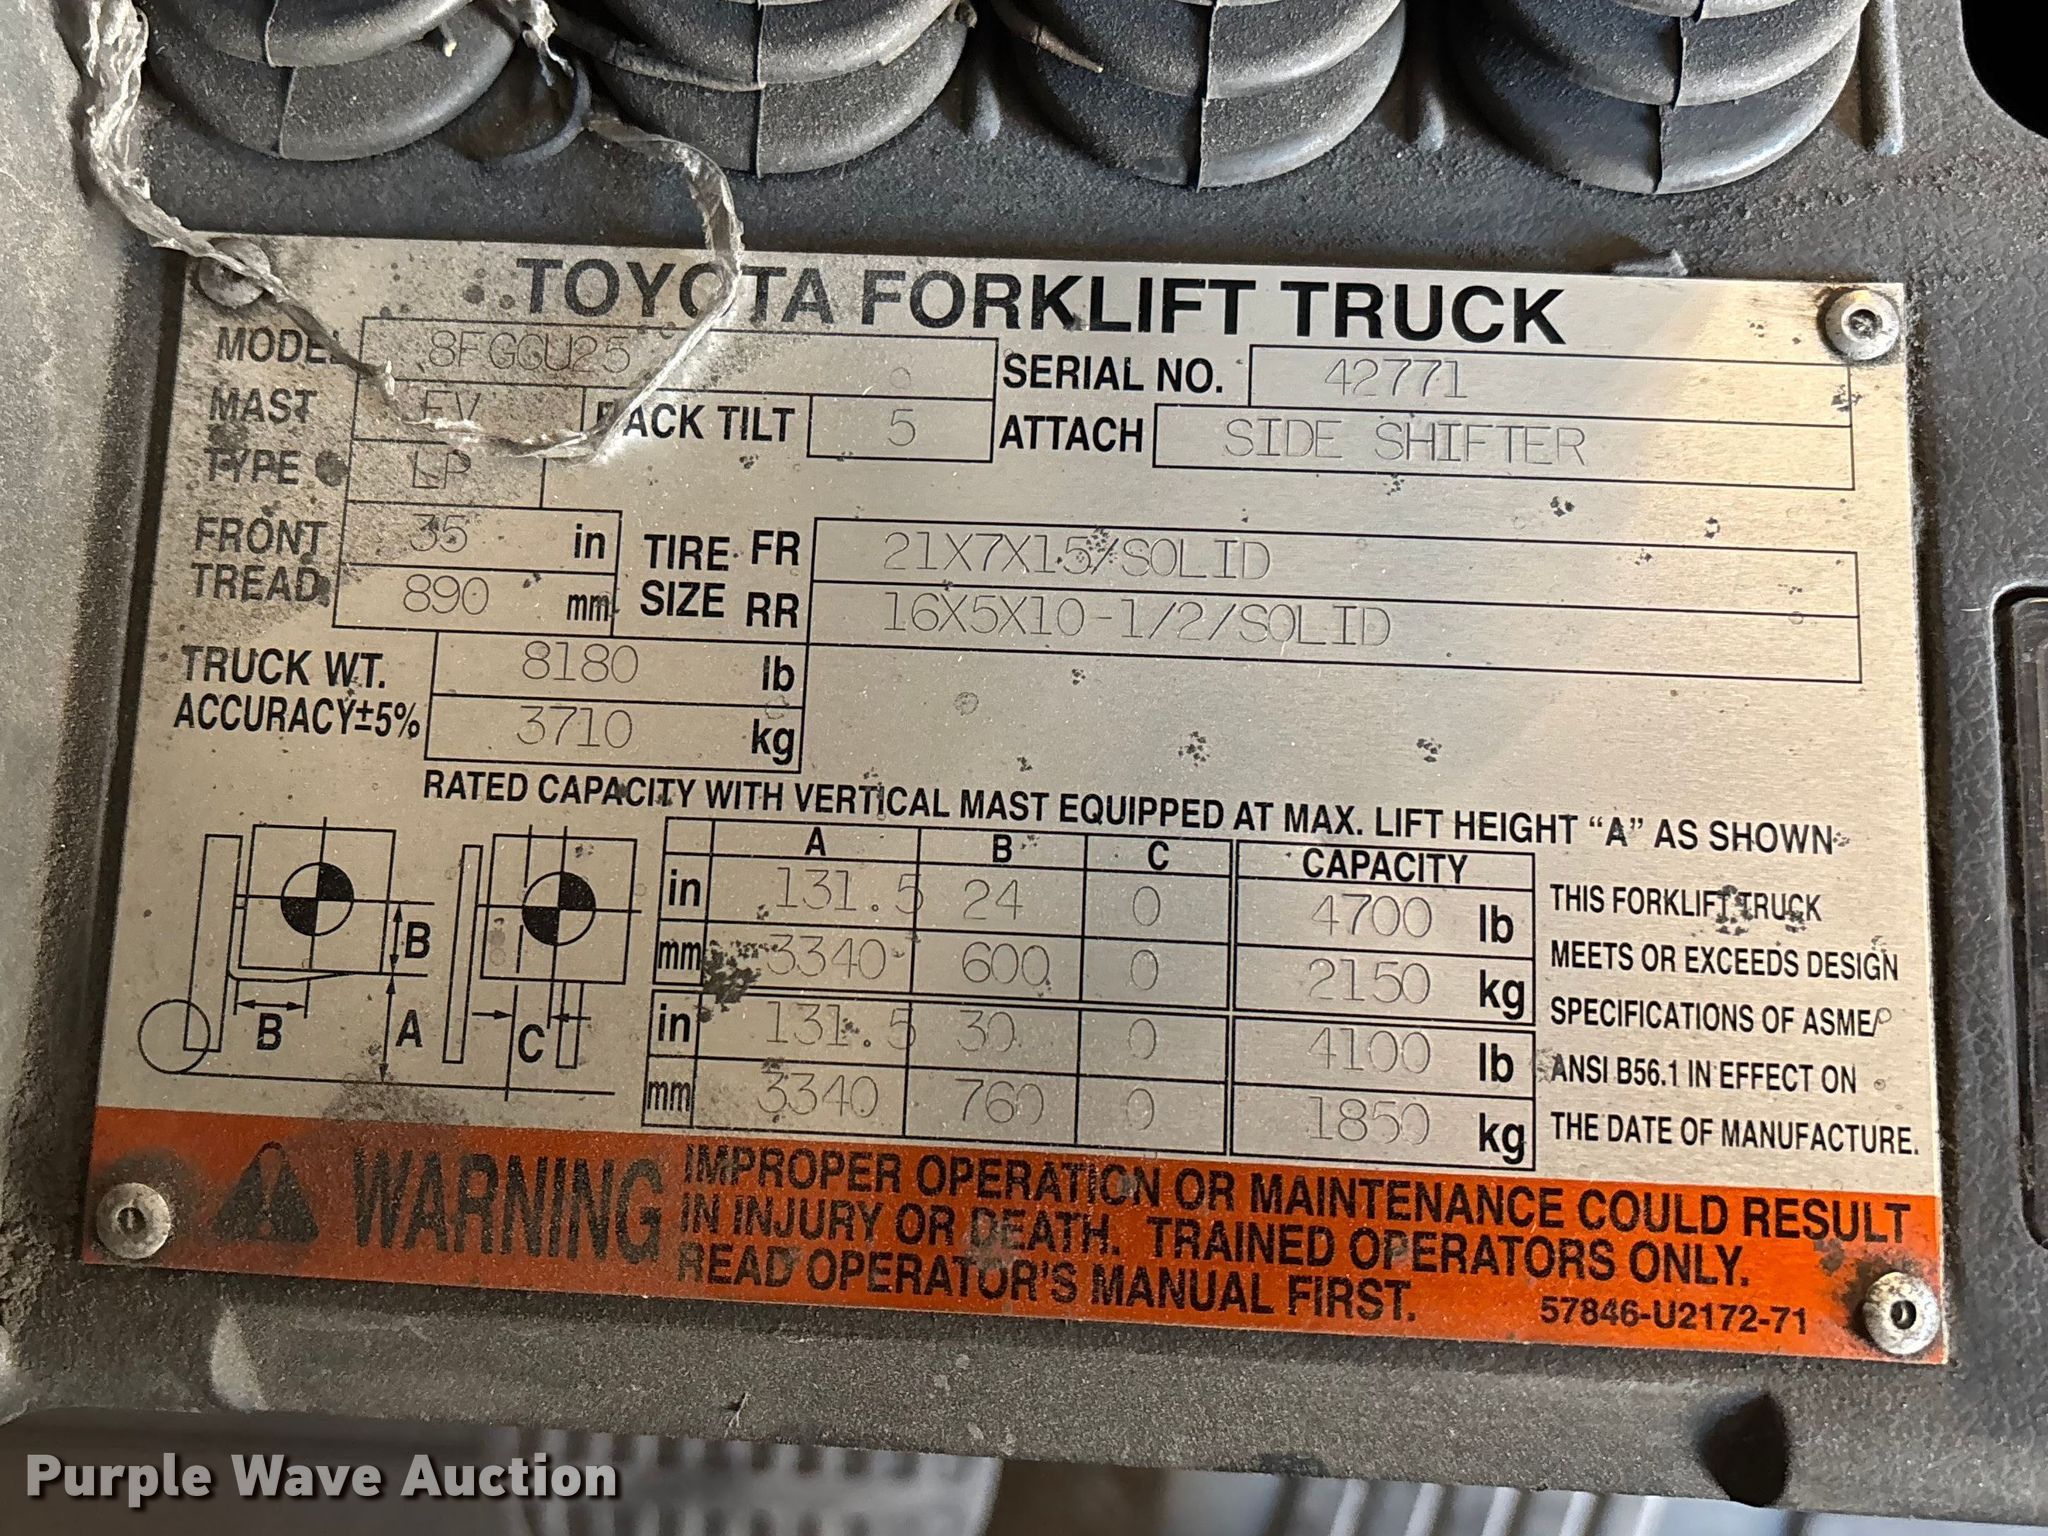 TOYOTA FORKLIFT TRUCK
MODEL 8FGCU25 SERIAL NO. 42771
MAST FV BACK TILT 5 ATTACH SIDE SHIFTER
TYPE LP
FRONT TREAD 35 in TIRE SIZE FR 21X7X15/SOLID
890 mm RR 16X5X10-1/2/SOLID
TRUCK WT. 8180 lb
ACCURACY±5% 3710 kg
RATED CAPACITY WITH VERTICAL MAST EQUIPPED AT MAX. LIFT HEIGHT “A” AS SHOWN
A B C CAPACITY
in 131.5 24 0 4700 lb
mm 3340 600 0 2150 kg
in 131.5 30 0 4100 lb
mm 3340 760 0 1850 kg
B B A C
THIS FORKLIFT TRUCK
MEETS OR EXCEEDS DESIGN
SPECIFICATIONS OF ASME/
ANSI B56.1 IN EFFECT ON
THE DATE OF MANUFACTURE.
WARNING IMPROPER OPERATION OR MAINTENANCE COULD RESULT
IN INJURY OR DEATH. TRAINED OPERATORS ONLY.
READ OPERATOR'S MANUAL FIRST.
57846-U2172-71
Purple Wave Auction